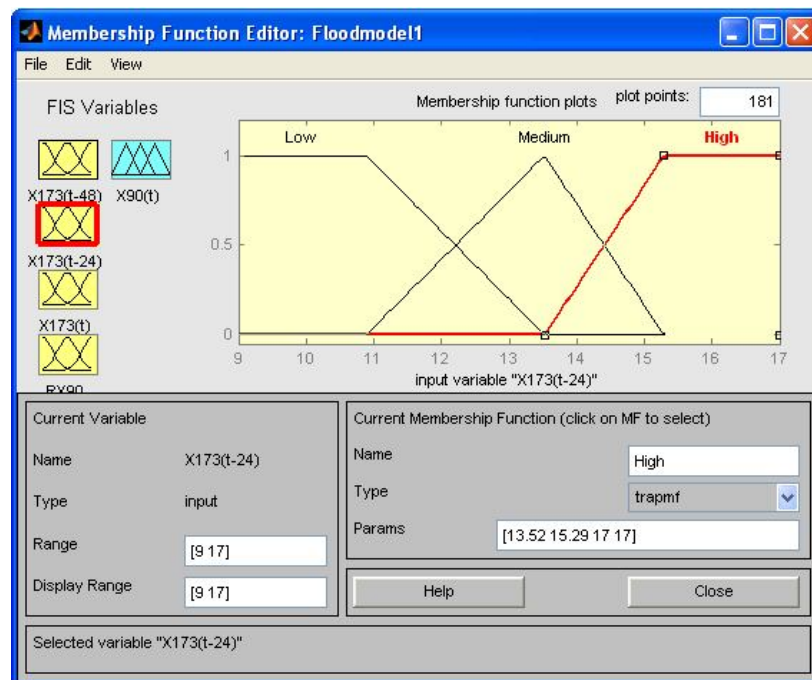 Membership Function Editor: Floodmodel1
File Edit View
FIS Variables
Membership function plots plot points: 181
Low Medium High
1
0.5
0
9 10 11 12 13 14 15 16 17
input variable "X173(t-24)"
X173(t-48) X90(t)
X173(t-24)
X173(t)
RX90
Current Variable
Name X173(t-24)
Type input
Range [9 17]
Display Range [9 17]
Current Membership Function (click on MF to select)
Name High
Type trapmf
Params [13.52 15.29 17 17]
Help Close
Selected variable "X173(t-24)"